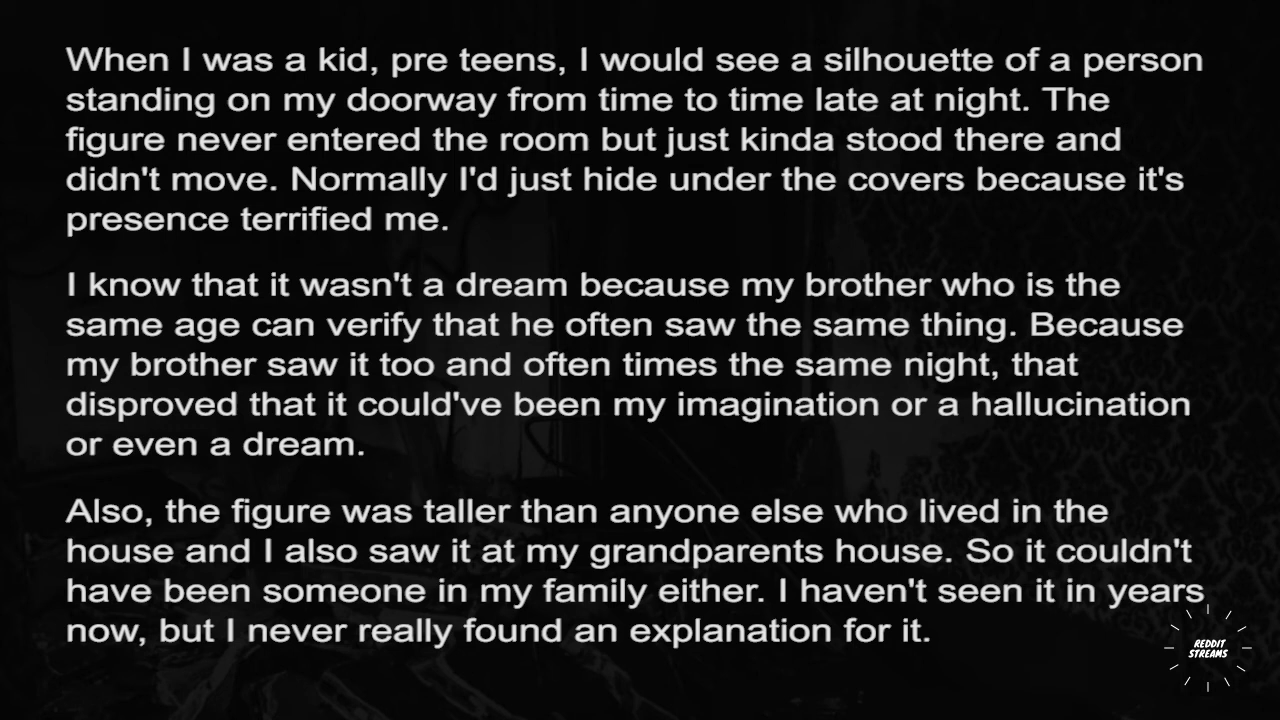 When I was a kid, pre teens, I would see a silhouette of a person
standing on my doorway from time to time late at night. The
figure never entered the room but just kinda stood there and
didn't move. Normally I'd just hide under the covers because it's
presence terrified me.
I know that it wasn't a dream because my brother who is the
same age can verify that he often saw the same thing. Because
my brother saw it too and often times the same night, that
disproved that it could've been my imagination or a hallucination
or even a dream.
Also, the figure was taller than anyone else who lived in the
house and I also saw it at my grandparents house. So it couldn't
have been someone in my family either. I haven't seen it in years
now, but I never really found an explanation for it.
REDDIT
STREAMS